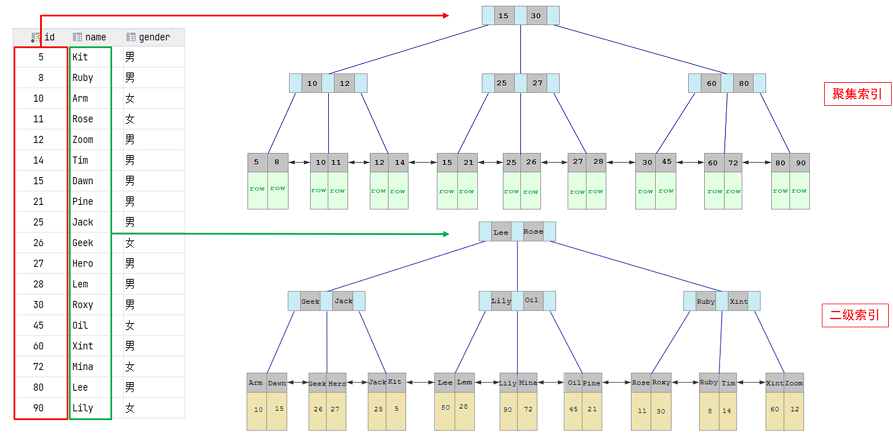 id name gender
5 Kit 男
8 Ruby 男
10 Arm 女
11 Rose 女
12 Zoom 男
14 Tim 男
15 Dawn 男
21 Pine 男
25 Jack 男
26 Geek 女
27 Hero 男
28 Lem 男
30 Roxy 男
45 Oil 女
60 Xint 男
72 Mina 女
80 Lee 男
90 Lily 女
15 30
10 12 25 27 60 80
聚集索引
5 8 10 11 12 14 15 21 25 26 27 28 30 45 60 72 80 90
row row row row row row row row row row row row row row row row row row
Lee Rose
Geek Jack Lily Oil Ruby Xint
二级索引
Arm Dawn Geek Hero Jack Kit Lee Lem Lily Mina Oil Pine Rose Roxy Ruby Tim Xint Zoom
10 15 26 27 25 5 80 28 90 72 45 21 11 30 8 14 60 12